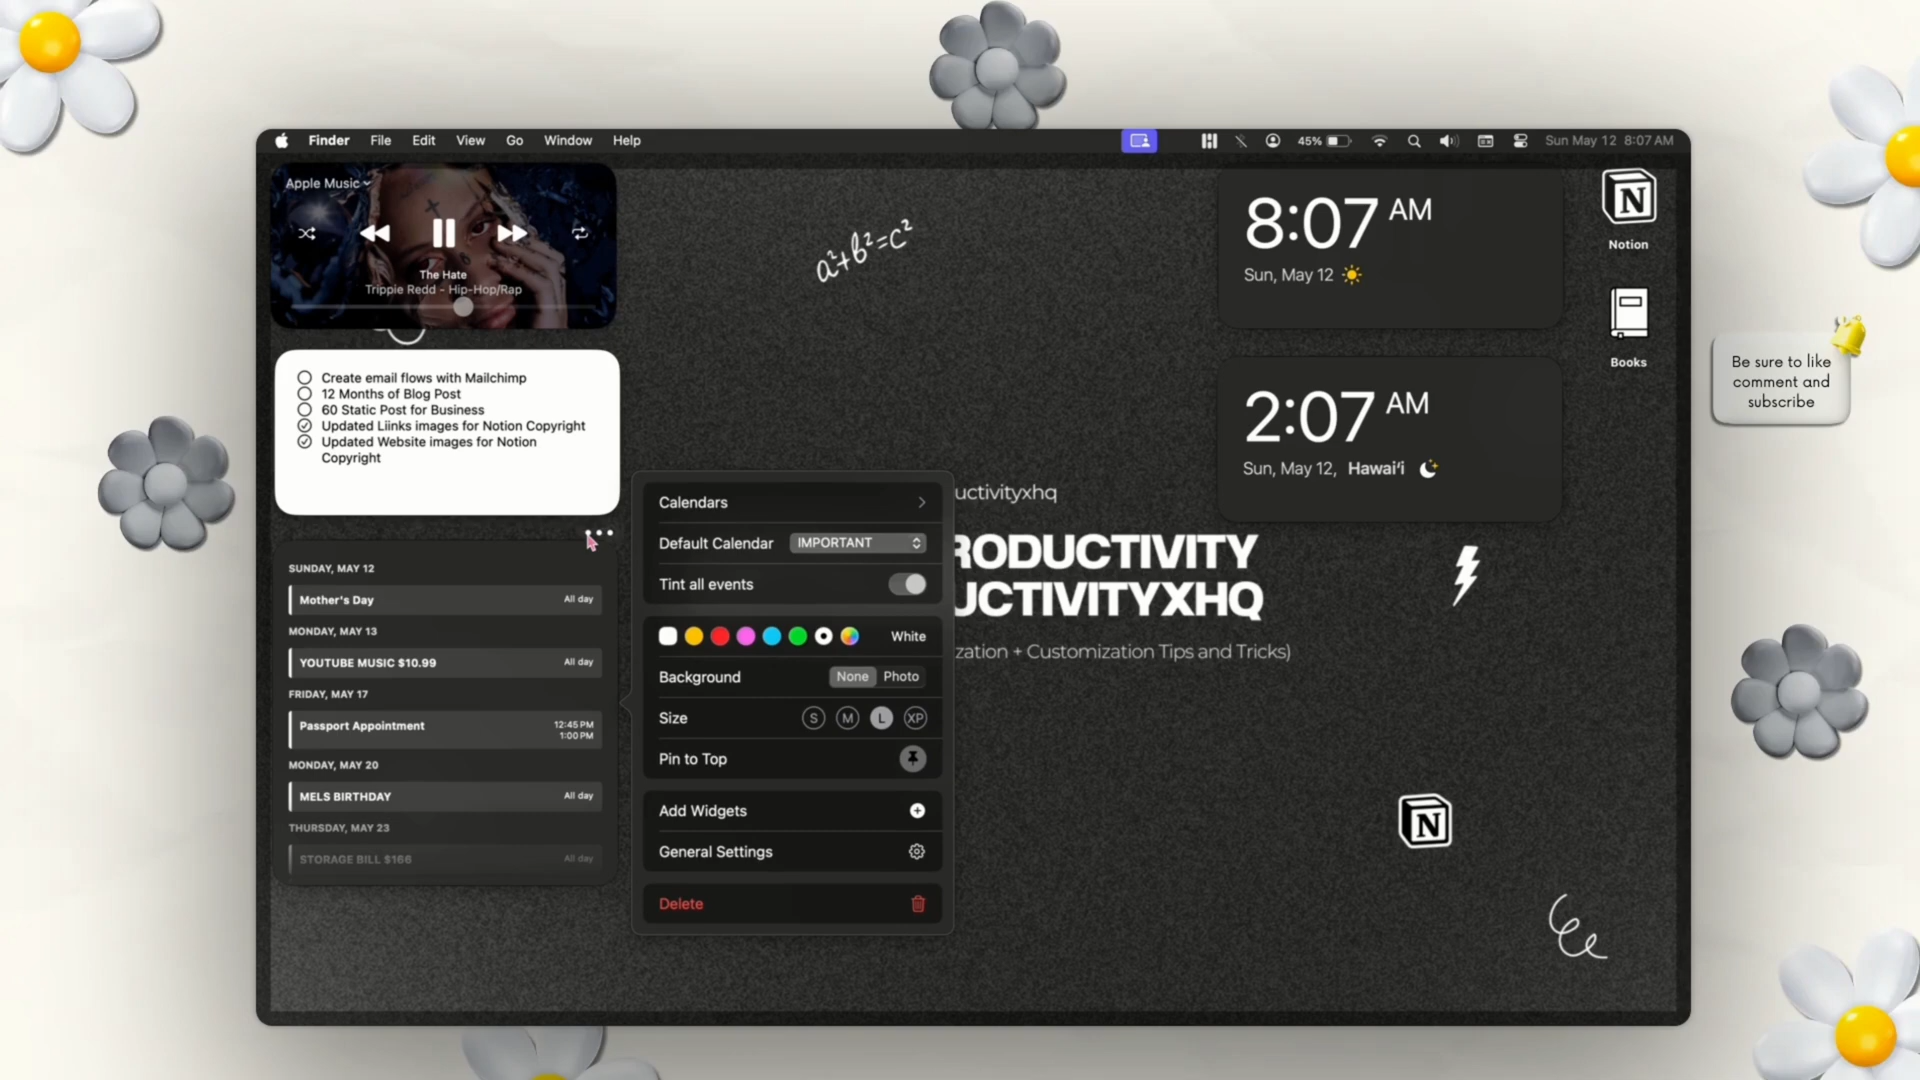 Finder File Edit View Go Window Help 45% Sun May 12 8:07 AM
Apple Music
The Hate
Trippie Redd - Hip-Hop/Rap
a²+b²=c²
8:07 AM
Sun, May 12
N
Notion
Books
2:07 AM
Sun, May 12, Hawai'i
Be sure to like
comment and
subscribe
Create email flows with Mailchimp
12 Months of Blog Post
60 Static Post for Business
Updated Liinks images for Notion Copyright
Updated Website images for Notion
Copyright
SUNDAY, MAY 12
Mother's Day All day
MONDAY, MAY 13
YOUTUBE MUSIC $10.99 All day
FRIDAY, MAY 17
Passport Appointment 12:45 PM
1:00 PM
MONDAY, MAY 20
MELS BIRTHDAY All day
THURSDAY, MAY 23
STORAGE BILL $166 All day
Calendars
Default Calendar IMPORTANT
Tint all events
White
Background None Photo
Size S M L XP
Pin to Top
Add Widgets
General Settings
Delete
uctivityxhq
RODUCTIVITY
UCTIVITYXHQ
zation + Customization Tips and Tricks)
N